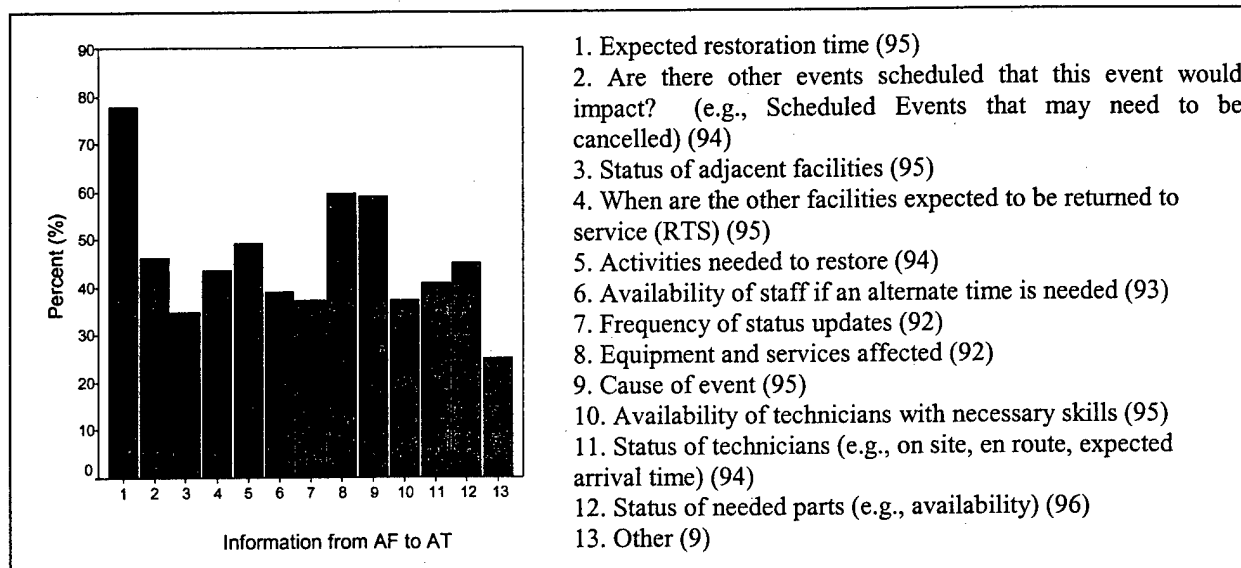 90
80
70
60
50
40
30
20
10
0
Percent (%)
1 2 3 4 5 6 7 8 9 10 11 12 13
Information from AF to AT
1. Expected restoration time (95)
2. Are there other events scheduled that this event would
impact? (e.g., Scheduled Events that may need to be
cancelled) (94)
3. Status of adjacent facilities (95)
4. When are the other facilities expected to be returned to
service (RTS) (95)
5. Activities needed to restore (94)
6. Availability of staff if an alternate time is needed (93)
7. Frequency of status updates (92)
8. Equipment and services affected (92)
9. Cause of event (95)
10. Availability of technicians with necessary skills (95)
11. Status of technicians (e.g., on site, en route, expected
arrival time) (94)
12. Status of needed parts (e.g., availability) (96)
13. Other (9)